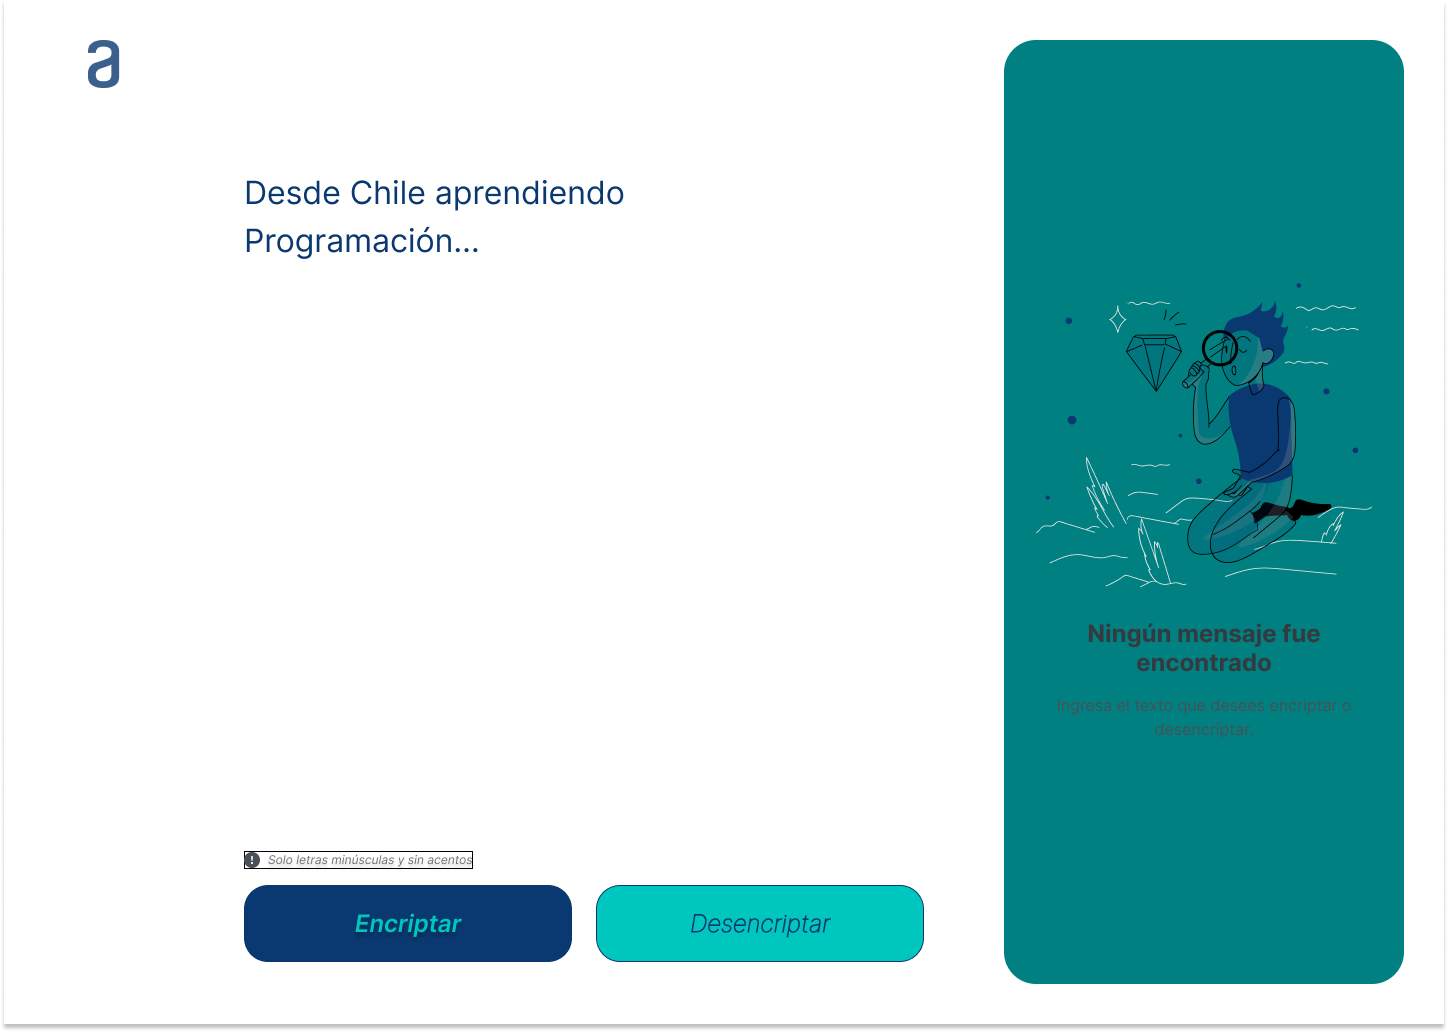 a
Desde Chile aprendiendo
Programación...
Ningún mensaje fue
encontrado
Ingresa el texto que desees encriptar o
desencriptar.
Solo letras minúsculas y sin acentos
Encriptar
Desencriptar